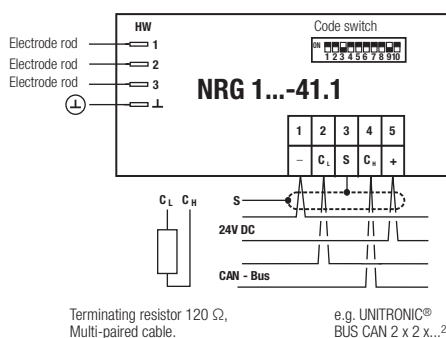 HW
Code switch
Electrode rod 1
ON
1 2 3 4 5 6 7 8 9 10
Electrode rod 2
Electrode rod 3
NRG 1...-41.1
1 2 3 4 5
– CL S CH +
CL CH S
24V DC
CAN - Bus
Terminating resistor 120 Ω,
Multi-paired cable.
e.g. UNITRONIC®
BUS CAN 2 x 2 x...²